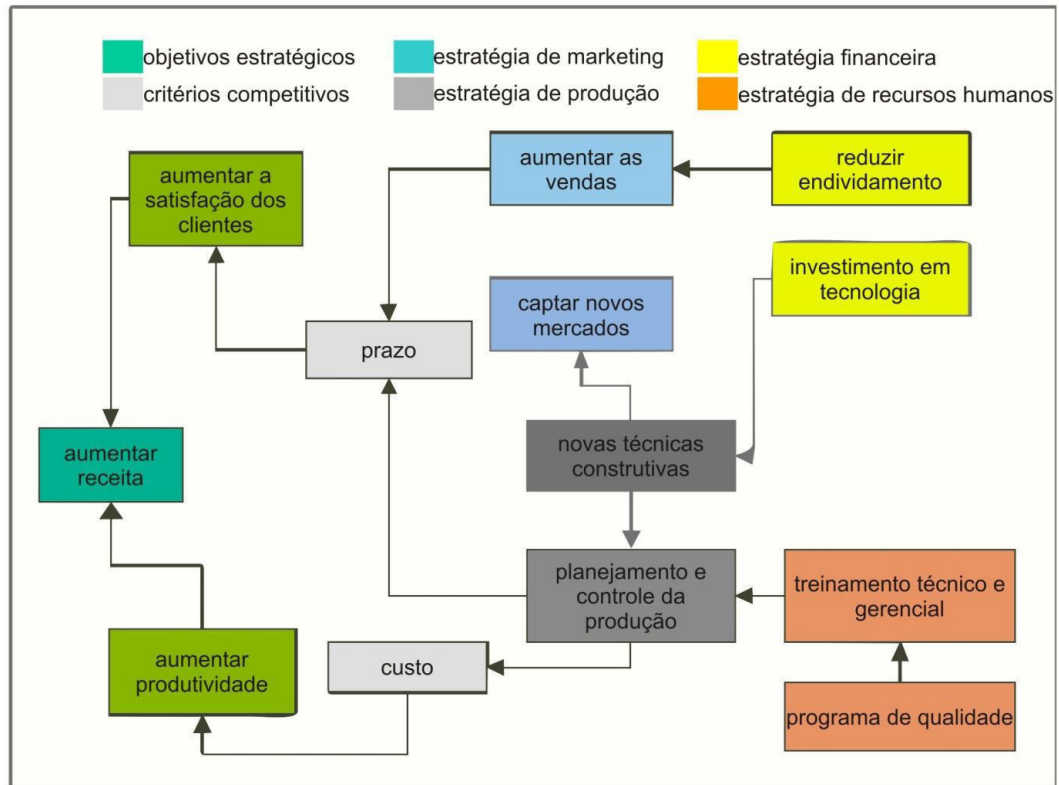 objetivos estratégicos
estratégia de marketing
estratégia financeira
critérios competitivos
estratégia de produção
estratégia de recursos humanos
aumentar a
satisfação dos
clientes
aumentar as
vendas
reduzir
endividamento
captar novos
mercados
investimento em
tecnologia
prazo
aumentar
receita
novas técnicas
construtivas
planejamento e
controle da
produção
treinamento técnico e
gerencial
aumentar
produtividade
custo
programa de qualidade